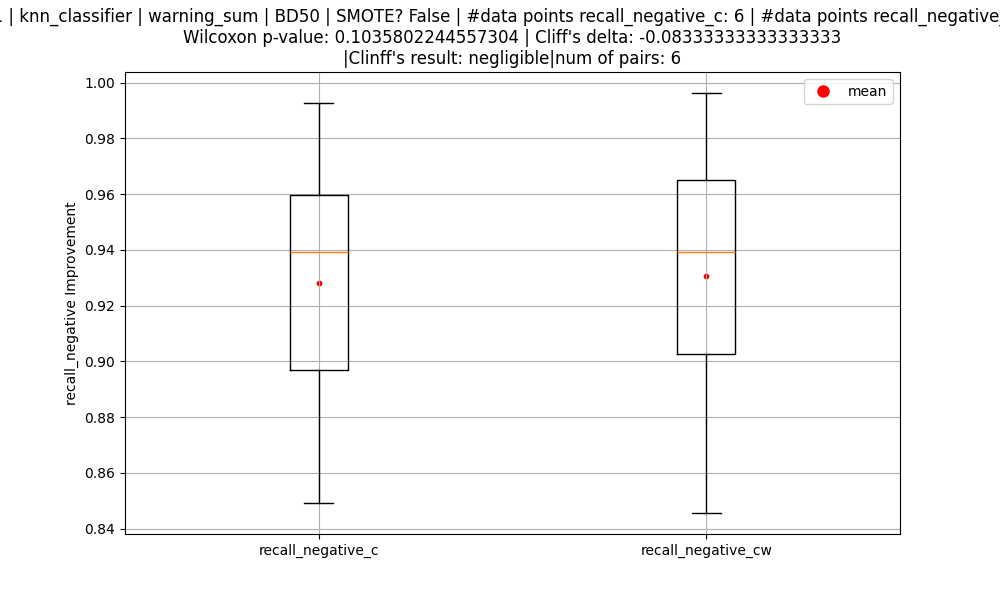 | knn_classifier | warning_sum | BD50 | SMOTE? False | #data points recall_negative_c: 6 | #data points recall_negative_
Wilcoxon p-value: 0.1035802244557304 | Cliff's delta: -0.08333333333333333
|Clinff's result: negligible|num of pairs: 6
mean
1.00
0.98
0.96
0.94
0.92
0.90
0.88
0.86
0.84
recall_negative Improvement
recall_negative_c
recall_negative_cw